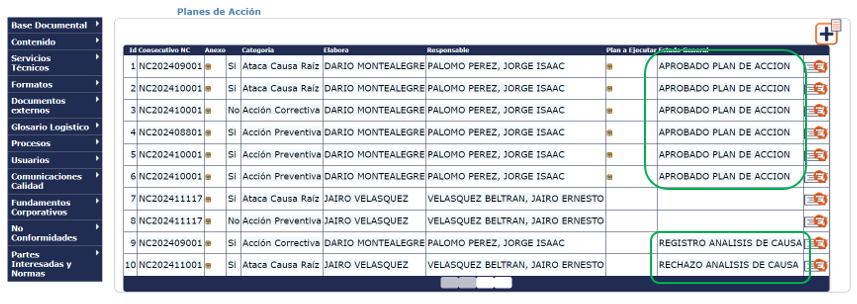 Planes de Acción
Base Documental
Contenido
Servicios
Técnicos
Formatos
Documentos
externos
Glosario Logistico
Procesos
Usuarios
Comunicaciones
Calidad
Fundamentos
Corporativos
No
Conformidades
Partes
Interesadas y
Normas
Id Consecutivo NC Anexo Categoria Elabora Responsable Plan a Ejecutar Estado General
1 NC202409001 Si Ataca Causa Raíz DARIO MONTEALEGRE PALOMO PEREZ, JORGE ISAAC APROBADO PLAN DE ACCION
2 NC202410001 Si Ataca Causa Raíz DARIO MONTEALEGRE PALOMO PEREZ, JORGE ISAAC APROBADO PLAN DE ACCION
3 NC202410001 No Acción Correctiva DARIO MONTEALEGRE PALOMO PEREZ, JORGE ISAAC APROBADO PLAN DE ACCION
4 NC202408801 Si Acción Preventiva DARIO MONTEALEGRE PALOMO PEREZ, JORGE ISAAC APROBADO PLAN DE ACCION
5 NC202410001 Si Acción Preventiva DARIO MONTEALEGRE PALOMO PEREZ, JORGE ISAAC APROBADO PLAN DE ACCION
6 NC202410001 Si Acción Preventiva DARIO MONTEALEGRE PALOMO PEREZ, JORGE ISAAC APROBADO PLAN DE ACCION
7 NC202411117 Si Ataca Causa Raíz JAIRO VELASQUEZ VELASQUEZ BELTRAN, JAIRO ERNESTO
8 NC202411117 No Acción Preventiva JAIRO VELASQUEZ VELASQUEZ BELTRAN, JAIRO ERNESTO
9 NC202409001 Si Acción Correctiva DARIO MONTEALEGRE PALOMO PEREZ, JORGE ISAAC REGISTRO ANALISIS DE CAUSA
10 NC202411001 Si Ataca Causa Raíz JAIRO VELASQUEZ VELASQUEZ BELTRAN, JAIRO ERNESTO RECHAZO ANALISIS DE CAUSA